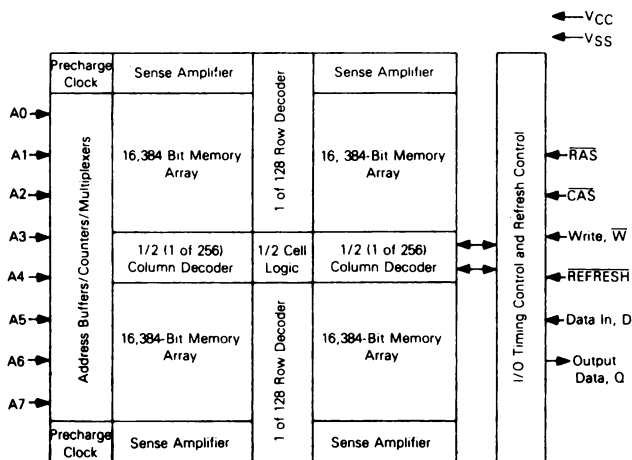 VCC
VSS
Precharge
Clock
Sense Amplifier
1 of 128 Row Decoder
Sense Amplifier
A0
A1
A2
A3
A4
A5
A6
A7
Address Buffers/Counters/Multiplexers
16,384 Bit Memory
Array
16, 384-Bit Memory
Array
1/2 (1 of 256)
Column Decoder
1/2 Cell
Logic
1/2 (1 of 256)
Column Decoder
16,384-Bit Memory
Array
1 of 128 Row Decoder
16,384-Bit Memory
Array
Precharge
Clock
Sense Amplifier
Sense Amplifier
I/O Timing Control and Refresh Control
RAS
CAS
Write, W
REFRESH
Data In, D
Output
Data, Q